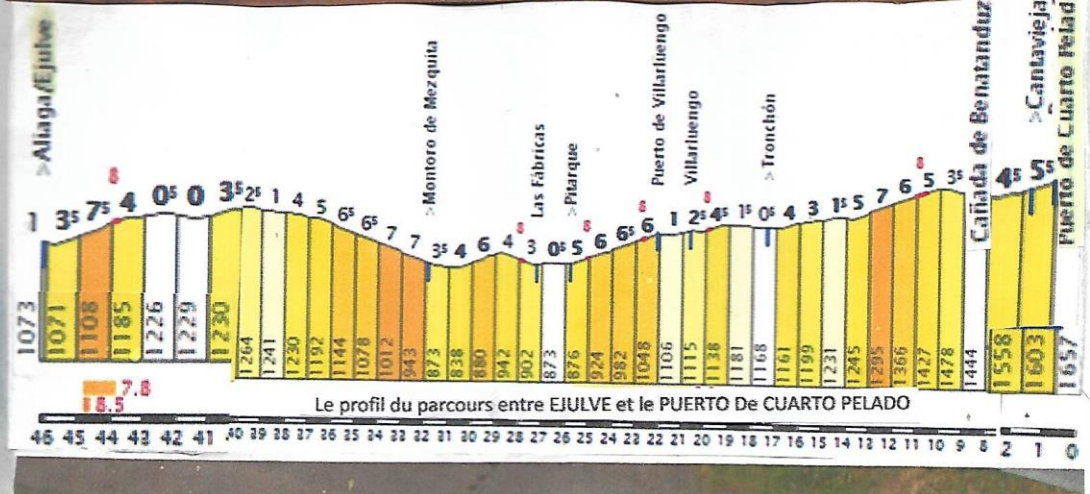 >Aliaga/Ejulve
>Montoro de Mezquita
Las Fábricas
>Pitarque
Puerto de Villarluengo
Villarluengo
>Tronchón
Cañada de Benatanduz
>Cantavieja
Puerto de Cuarto Pelad
1 3⁵ 7⁵ 8 4 0⁵ 0 3⁵ 2⁵ 1 4 5 6⁵ 6⁵ 7 7 3⁵ 4 6 4 8 3 0⁵ 5 8 6 6⁵ 8 6 1 2⁵ 8 4⁵ 1⁵ 0⁵ 4 3 1⁵ 5 7 6 8 5 3⁵ 4⁵ 5⁵
1073 1071 1108 1185 1226 1229 1230 1264 1241 1230 1192 1144 1078 1012 943 873 838 880 942 902 873 876 924 982 1048 1106 1115 1138 1181 1168 1161 1199 1231 1245 1295 1366 1427 1478 1444 1558 1603 1657
7.8
8.5
Le profil du parcours entre EJULVE et le PUERTO De CUARTO PELADO
46 45 44 43 42 41 40 39 38 37 36 35 34 33 32 31 30 29 28 27 26 25 24 23 22 21 20 19 18 17 16 15 14 13 12 11 10 9 8 2 1 0